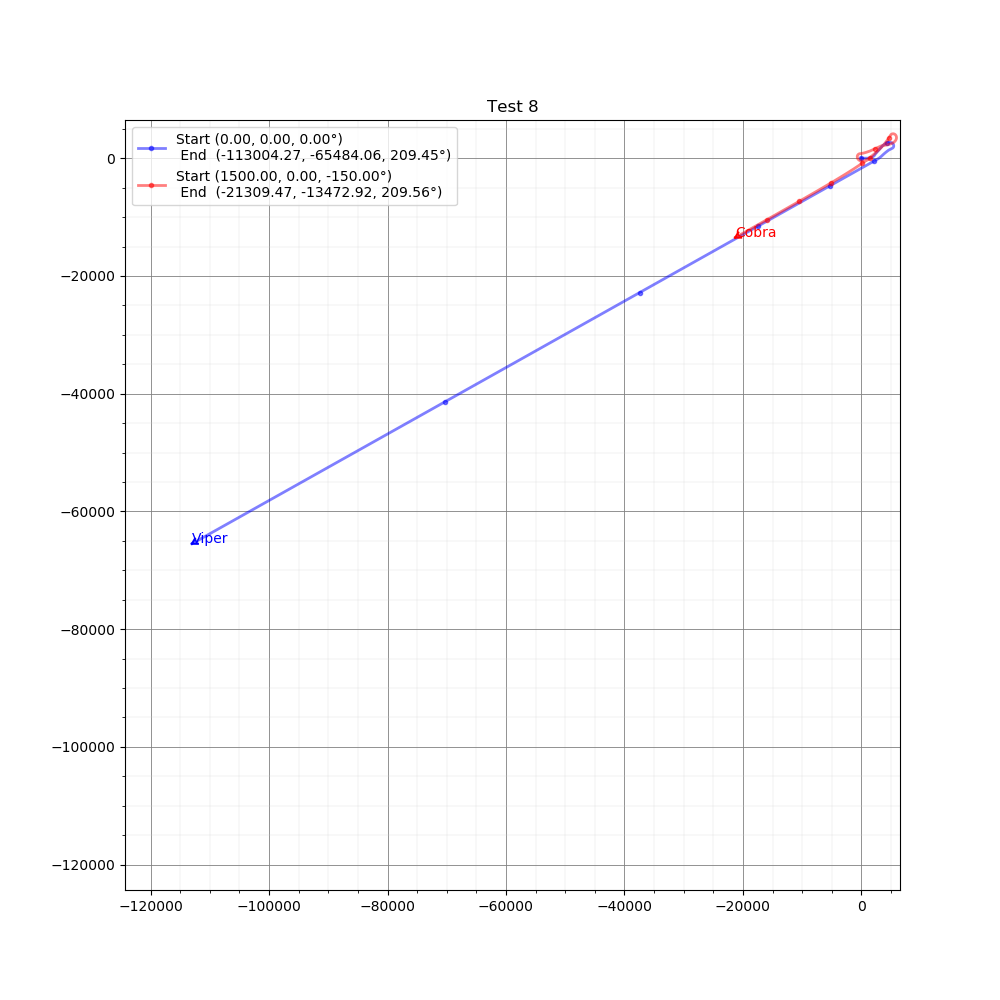 Test 8
Start (0.00, 0.00, 0.00°)
End (-113004.27, -65484.06, 209.45°)
Start (1500.00, 0.00, -150.00°)
End (-21309.47, -13472.92, 209.56°)
0
−20000
−40000
−60000
−80000
−100000
−120000
Cobra
Viper
−120000 −100000 −80000 −60000 −40000 −20000 0